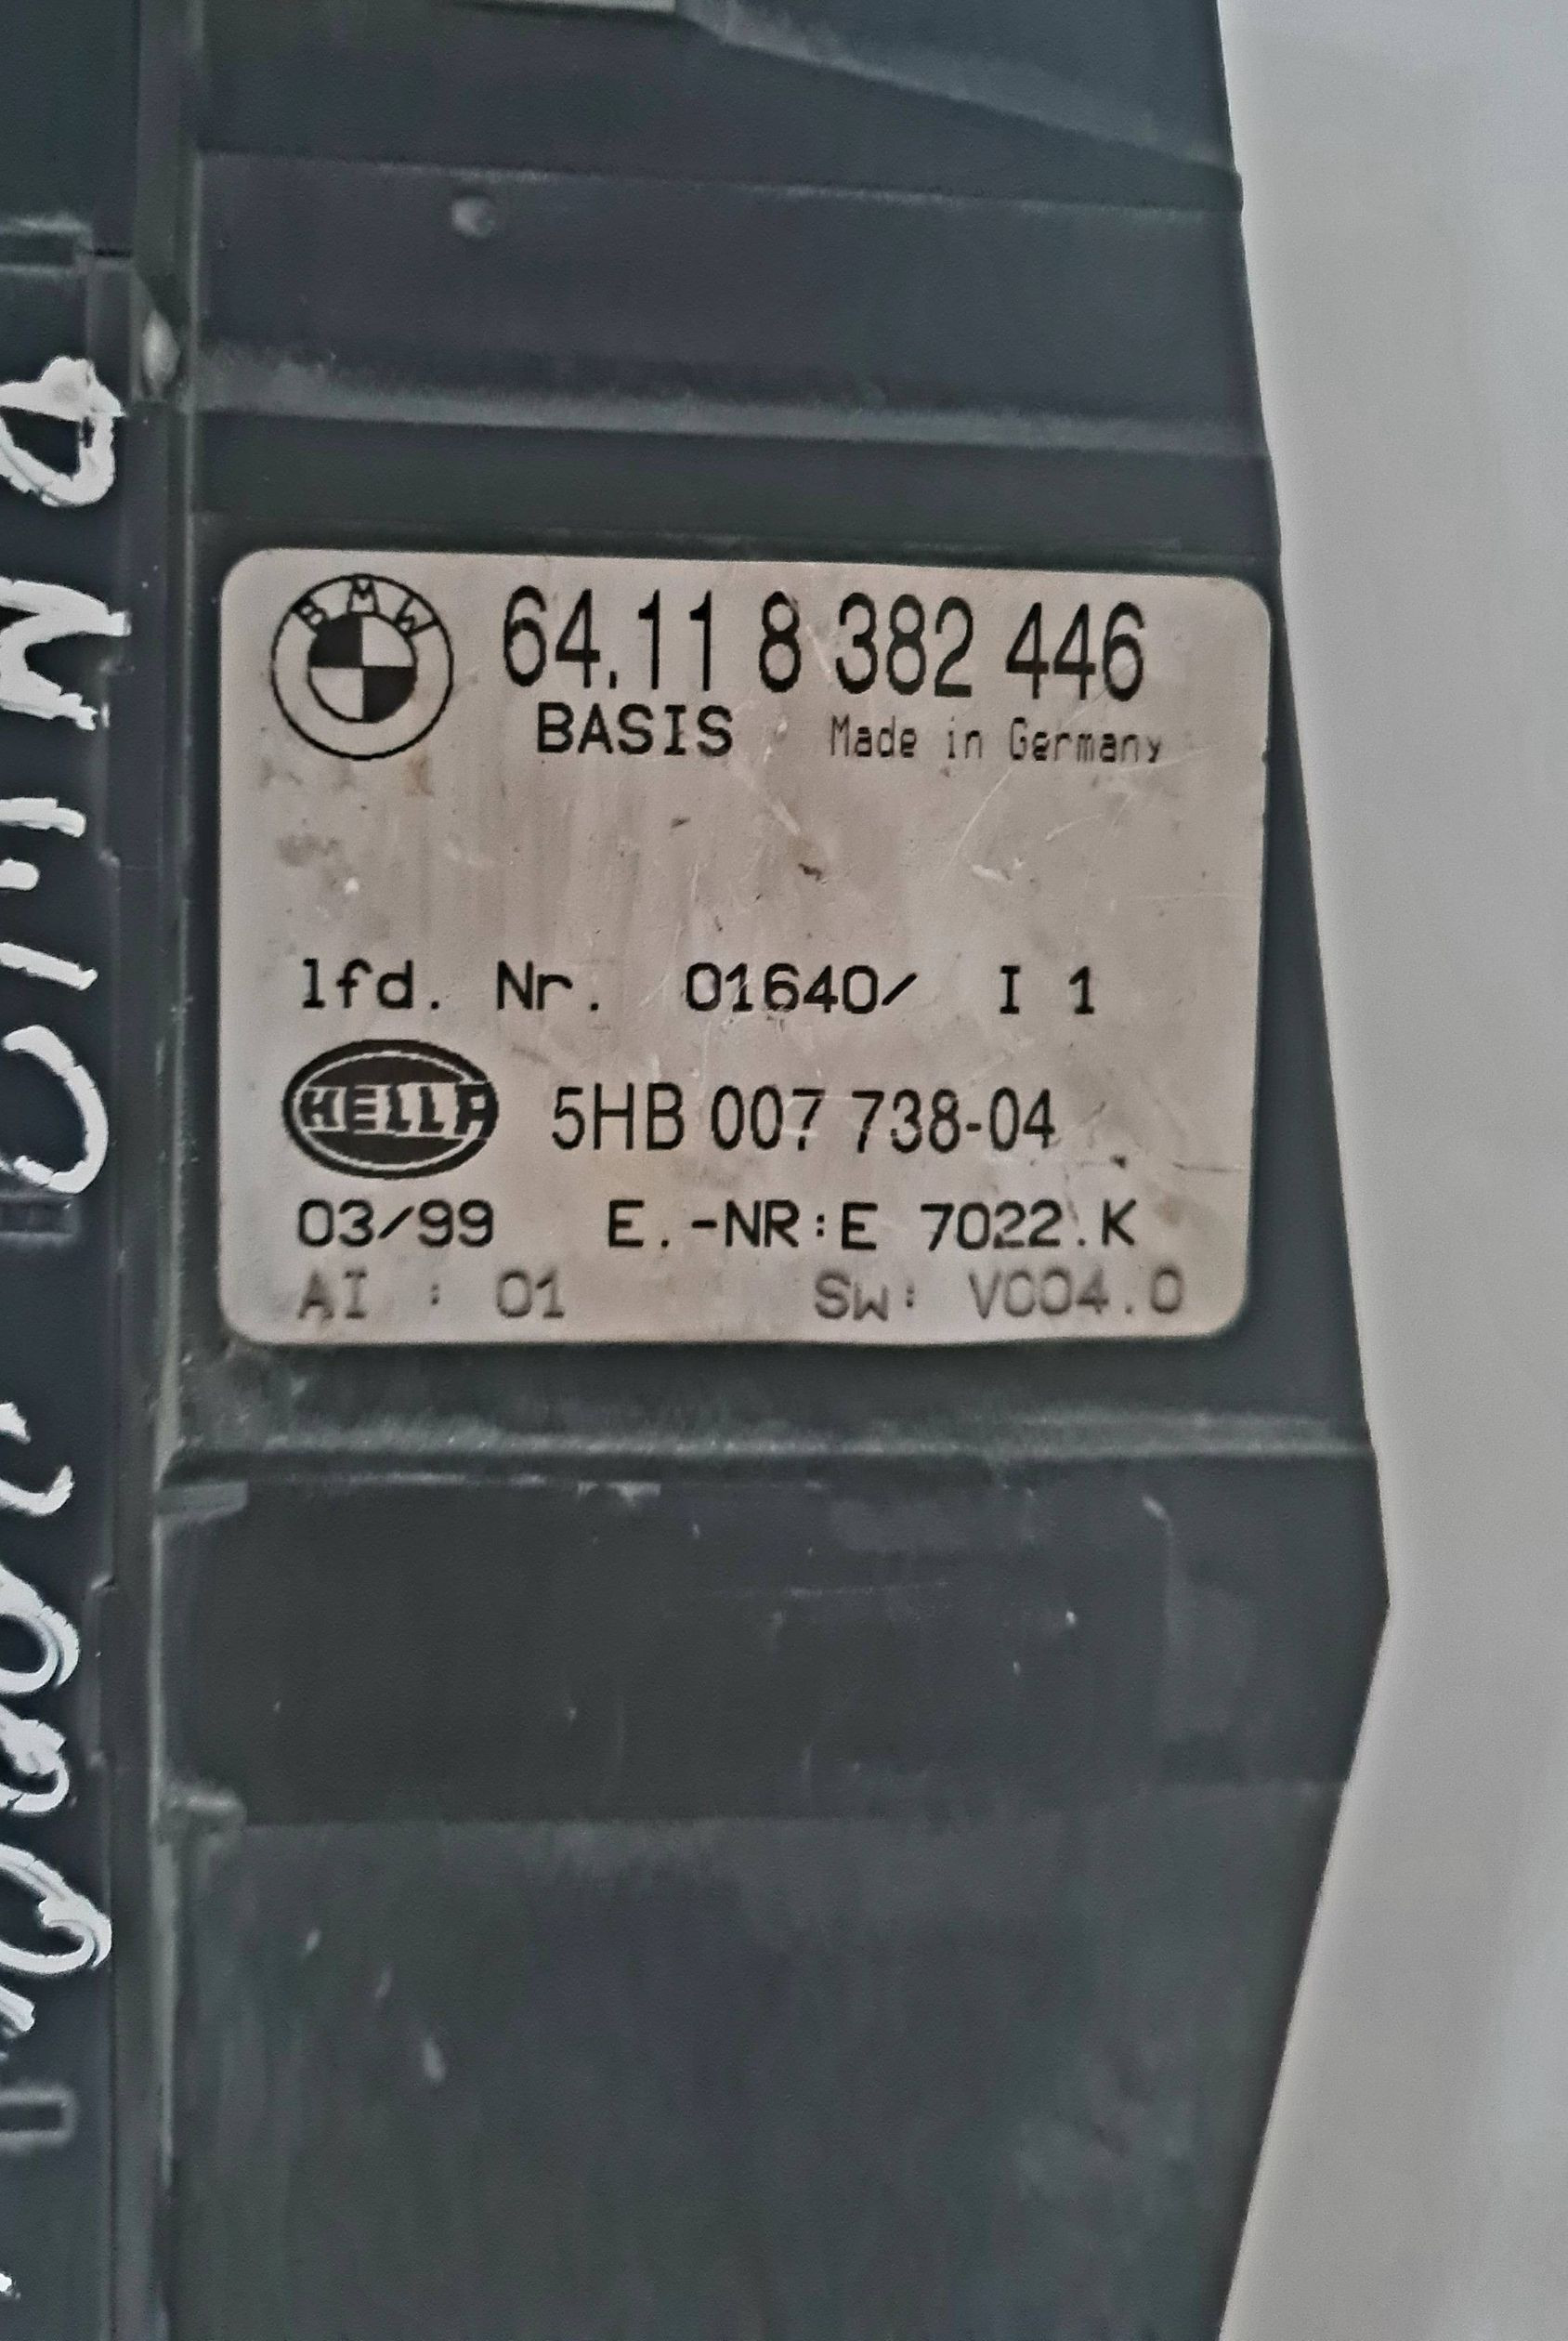 BMW
64.11 8 382 446
BASIS Made in Germany
lfd. Nr. 01640/ I 1
HELLA 5HB 007 738-04
03/99 E.-NR:E 7022.K
AI : 01 SW: VC04.0